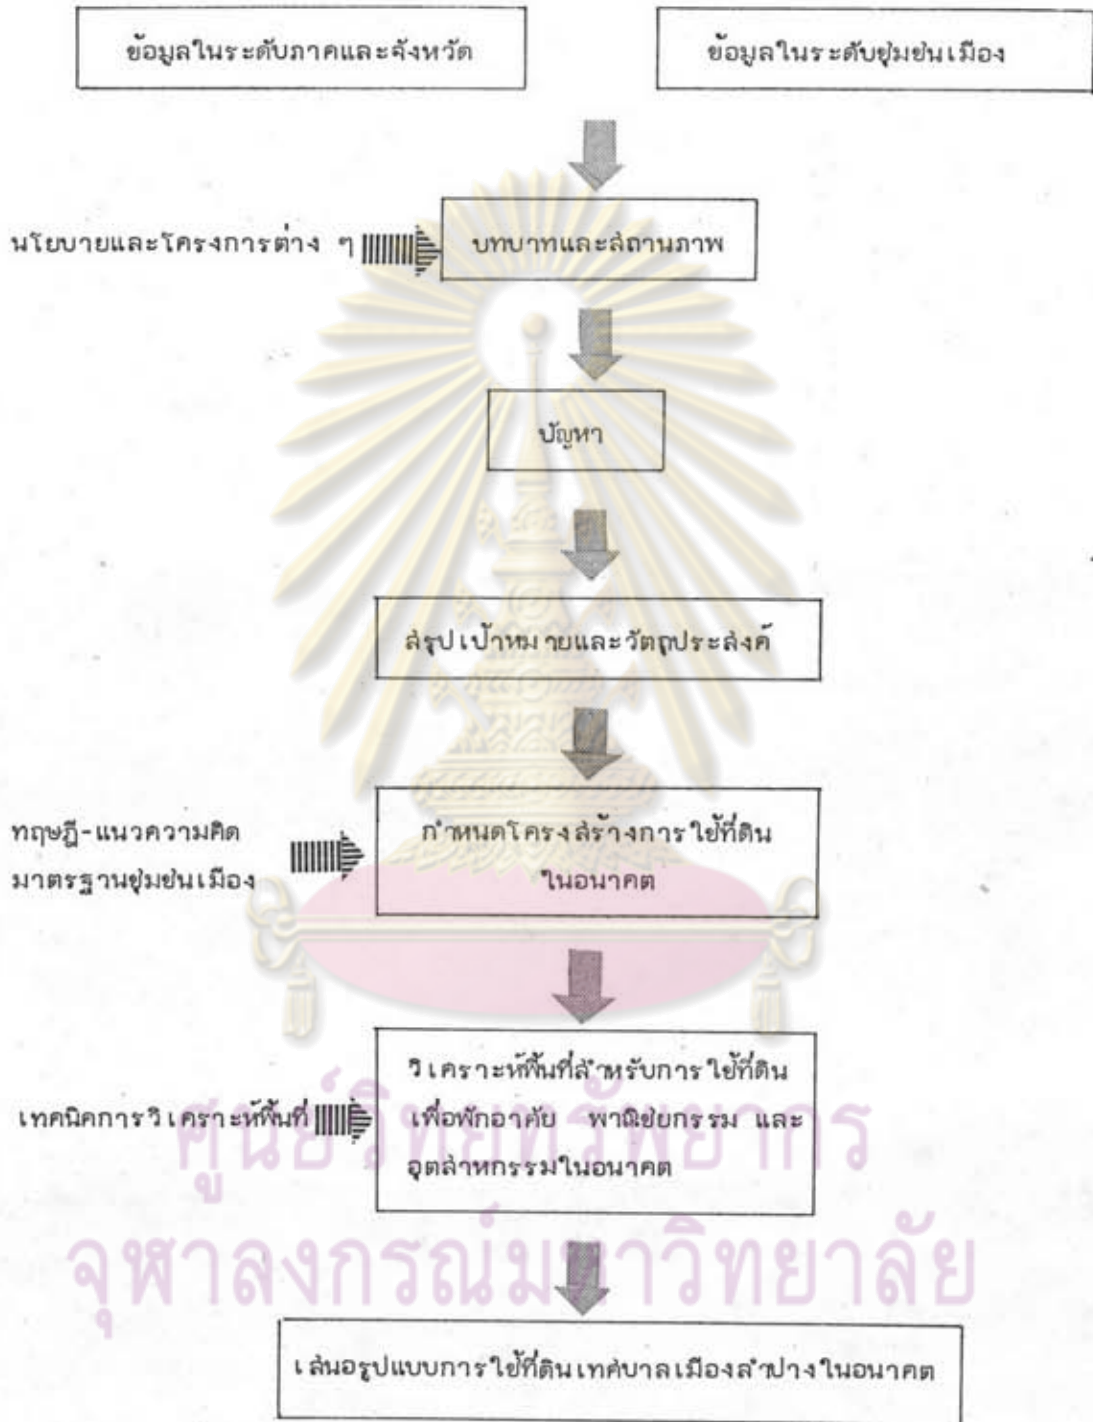 ข้อมูลในระดับภาคและจังหวัด
ข้อมูลในระดับชุมชนเมือง
นโยบายและโครงการต่าง ๆ
บทบาทและสถานภาพ
ปัญหา
สรุปเป้าหมายและวัตถุประสงค์
ทฤษฎี-แนวความคิด
มาตรฐานชุมชนเมือง
กำหนดโครงสร้างการใช้ที่ดิน
ในอนาคต
เทคนิคการวิเคราะห์พื้นที่
วิเคราะห์พื้นที่สำหรับการใช้ที่ดิน
เพื่อพักอาศัย พาณิชยกรรม และ
อุตสาหกรรมในอนาคต
ศูนย์วิทยทรัพยากร
จุฬาลงกรณ์มหาวิทยาลัย
เสนอรูปแบบการใช้ที่ดินเทศบาลเมืองลำปางในอนาคต